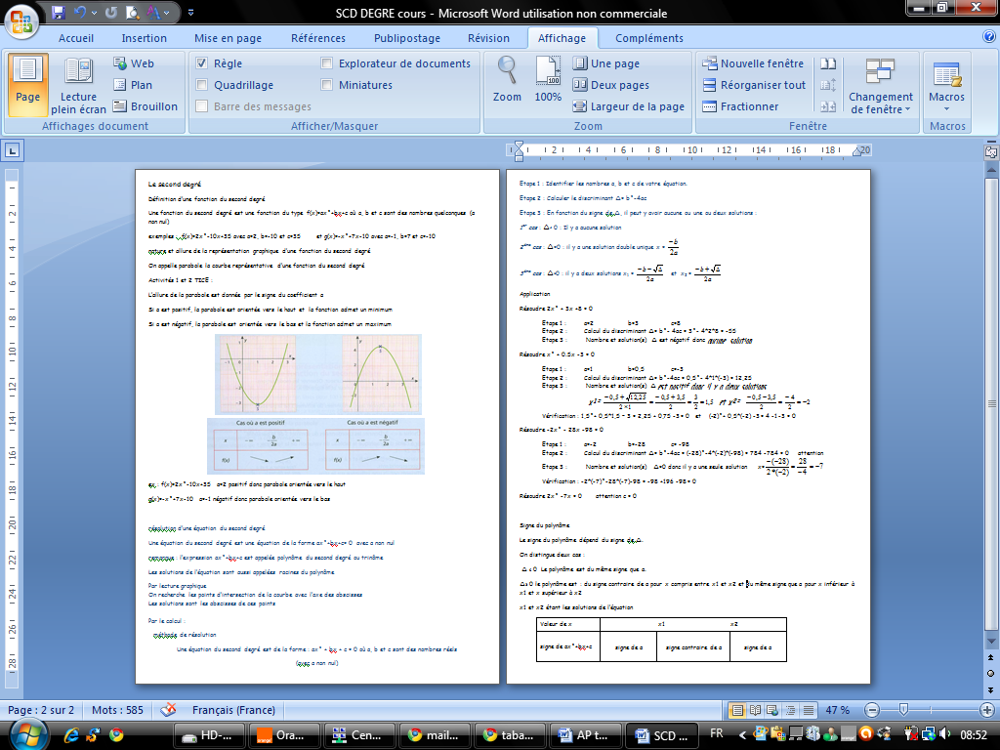 SCD DEGRE cours - Microsoft Word utilisation non commerciale
Accueil Insertion Mise en page Références Publipostage Révision Affichage Compléments
Page
Lecture plein écran
Web
Plan
Brouillon
Affichages document
Règle
Quadrillage
Barre des messages
Explorateur de documents
Miniatures
Afficher/Masquer
Zoom
100%
Une page
Deux pages
Largeur de la page
Zoom
Nouvelle fenêtre
Réorganiser tout
Fractionner
Changement de fenêtre
Fenêtre
Macros
Macros
2 4 6 8 10 12 14 16 18 20
Le second degré
Définition d'une fonction du second degré
Une fonction du second degré est une fonction du type f(x)=ax²+bx+c où a, b et c sont des nombres quelconques (a
non nul)
exemples : f(x)=2x²-10x+35 avec a=2, b=-10 et c=35 et g(x)=-x²+7x-10 avec a=-1, b=7 et c=-10
nature et allure de la représentation graphique d'une fonction du second degré
On appelle parabole la courbe représentative d'une fonction du second degré
Activités 1 et 2 TICE :
L'allure de la parabole est donnée par le signe du coefficient a
Si a est positif, la parabole est orientée vers le haut et la fonction admet un minimum
Si a est négatif, la parabole est orientée vers le bas et la fonction admet un maximum
Cas où a est positif
x -∞ -b/2a +∞
f(x)
Cas où a est négatif
x -∞ -b/2a +∞
f(x)
ex : f(x)=2x²-10x+35 a=2 positif donc parabole orientée vers le haut
g(x)=-x²+7x-10 a=-1 négatif donc parabole orientée vers le bas
résolution d'une équation du second degré
Une équation du second degré est une équation de la forme ax²+bx+c= 0 avec a non nul
remarque : l'expression ax²+bx+c est appelée polynôme du second degré ou trinôme
Les solutions de l'équation sont aussi appelées racines du polynôme
Par lecture graphique
On recherche les points d'intersection de la courbe avec l'axe des abscisses
Les solutions sont les abscisses de ces points
Par le calcul :
méthode de résolution
Une équation du second degré est de la forme : ax² + bx + c = 0 où a, b et c sont des nombres réels
(avec a non nul)
Etape 1 : Identifier les nombres a, b et c de votre équation.
Etape 2 : Calculer le discriminant Δ= b²-4ac
Etape 3 : En fonction du signe de Δ, il peut y avoir aucune ou une ou deux solutions :
1er cas : Δ< 0 : Il y a aucune solution
2ème cas : Δ=0 : il y a une solution double unique x = -b/2a
3ème cas : Δ>0 : il y a deux solutions x1 = (-b-√Δ)/2a et x2 = (-b+√Δ)/2a
Application
Résoudre 2x² + 3x +8 = 0
Etape 1 : a=2 b=3 c=8
Etape 2 : Calcul du discriminant Δ= b²- 4ac = 3²- 4*2*8 = -55
Etape 3 : Nombre et solution(s) Δ est négatif donc aucune solution
Résoudre x² + 0.5x -3 = 0
Etape 1 : a=1 b=0,5 c=-3
Etape 2 : Calcul du discriminant Δ= b²-4ac = 0,5²- 4*1*(-3) = 12,25
Etape 3 : Nombre et solution(s) Δ est positif donc il y a deux solutions
x1= (-0,5+√12,25)/(2×1) = (-0,5+3,5)/2 = 3/2 = 1,5 et x2= (-0,5-3,5)/2 = -4/2 = -2
Vérification : 1,5²+ 0,5*1,5 - 3 = 2,25 + 0,75 -3= 0 et (-2)²+ 0,5*(-2) -3= 4 -1 -3 = 0
Résoudre -2x² - 28x -98 = 0
Etape 1 : a=-2 b=-28 c= -98
Etape 2 : Calcul du discriminant Δ= b²-4ac = (-28)²-4*(-2)*(-98) = 784 -784 = 0 attention
Etape 3 : Nombre et solution(s) Δ=0 donc il y a une seule solution x= -(-28)/2*(-2) = 28/-4 = -7
Vérification : -2*(-7)²-28*(-7)-98 = -98 +196 -98 = 0
Résoudre 2x² -7x = 0 attention c = 0
Signe du polynôme
Le signe du polynôme dépend du signe de Δ.
On distingue deux cas :
Δ < 0 Le polynôme est du même signe que a.
Δ≥ 0 le polynôme est : du signe contraire de a pour x compris entre x1 et x2 et du même signe que a pour x inférieur à
x1 et x supérieur à x2
x1 et x2 étant les solutions de l'équation
Valeur de x x1 x2
signe de ax²+bx+c signe de a signe contraire de a signe de a
Page : 2 sur 2 Mots : 585 Français (France) 47 %
HD-... Ora... Cen... mail... taba... AP t... SCD ... FR 08:52